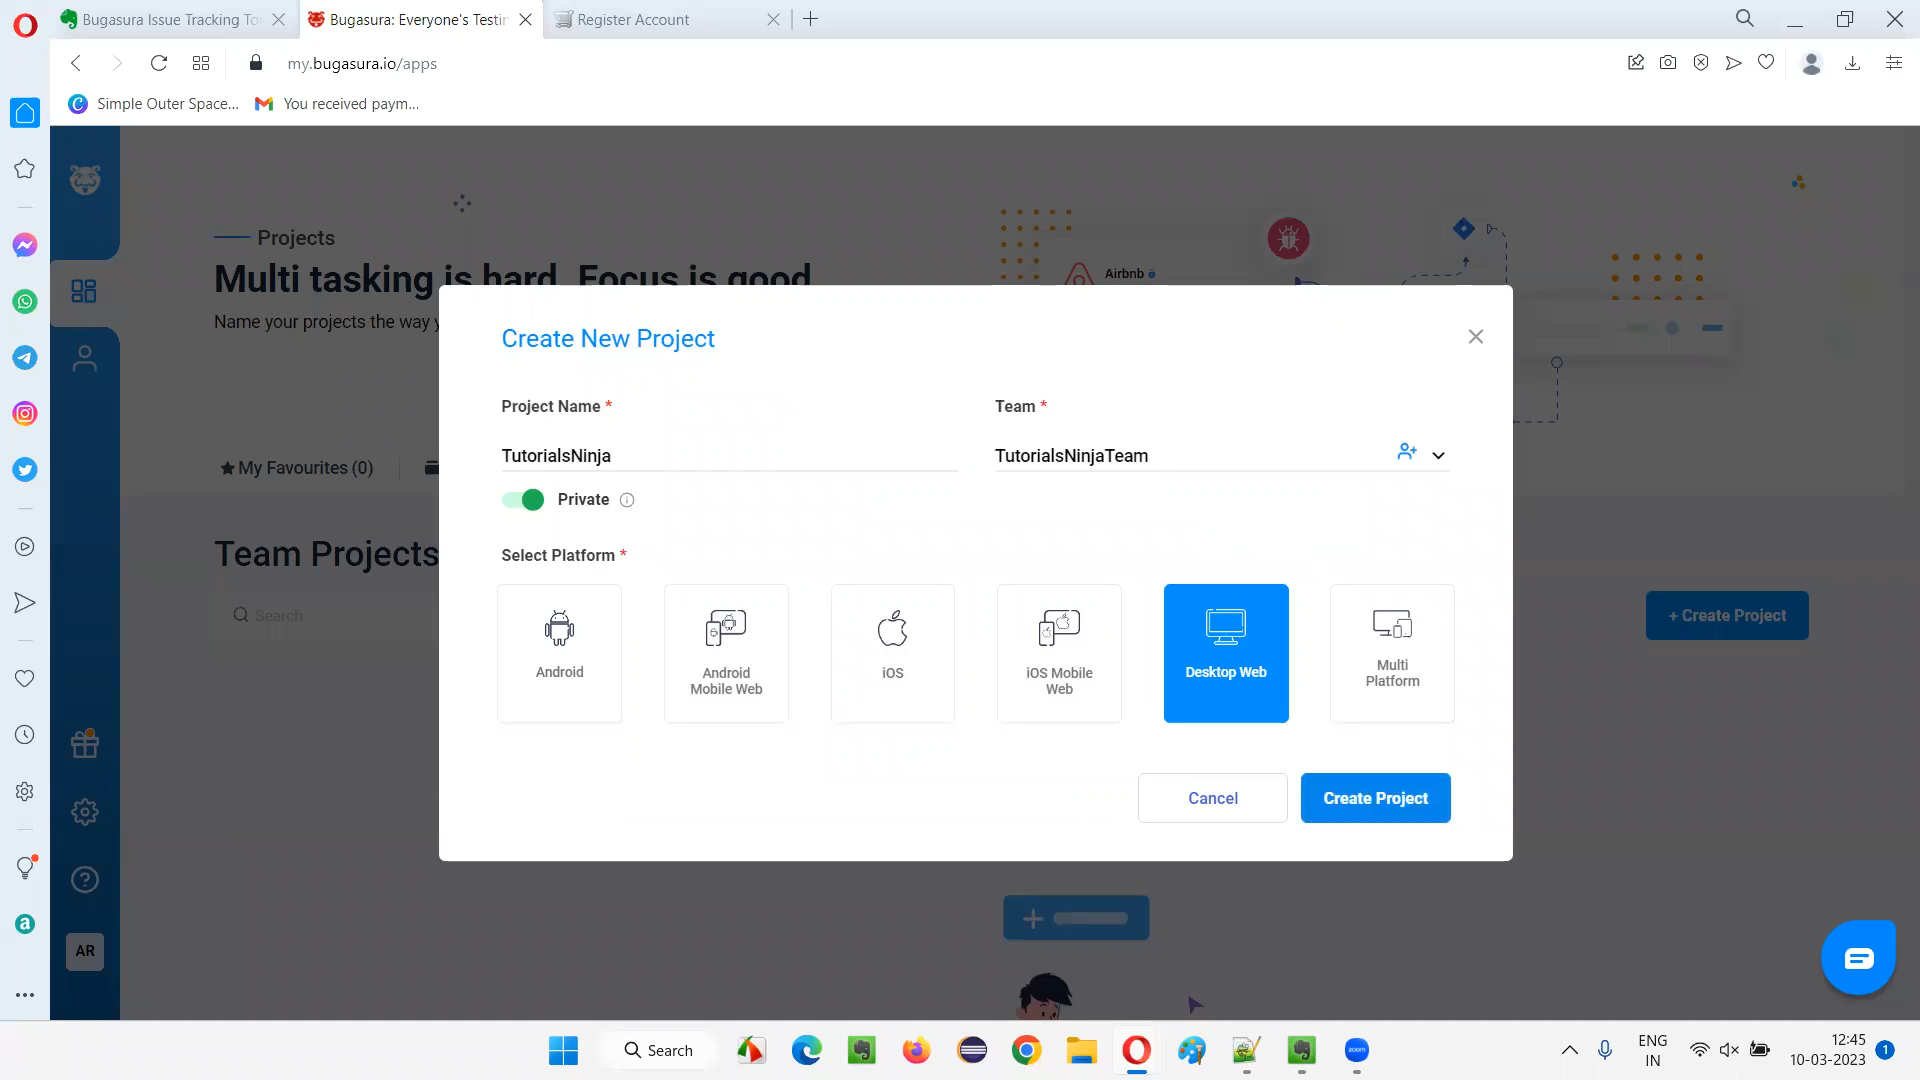 Bugasura Issue Tracking To
Bugasura: Everyone's Testin
Register Account
my.bugasura.io/apps
Simple Outer Space...
You received paym...
Projects
Multi tasking is hard. Focus is good
Name your projects the way y
Airbnb
Create New Project
Project Name *
Team *
TutorialsNinja
TutorialsNinjaTeam
My Favourites (0)
Private
Select Platform *
Team Projects
Search
+ Create Project
Android
Android
Mobile Web
iOS
iOS Mobile
Web
Desktop Web
Multi
Platform
Cancel
Create Project
AR
Search
zoom
ENG
IN
12:45
10-03-2023
1